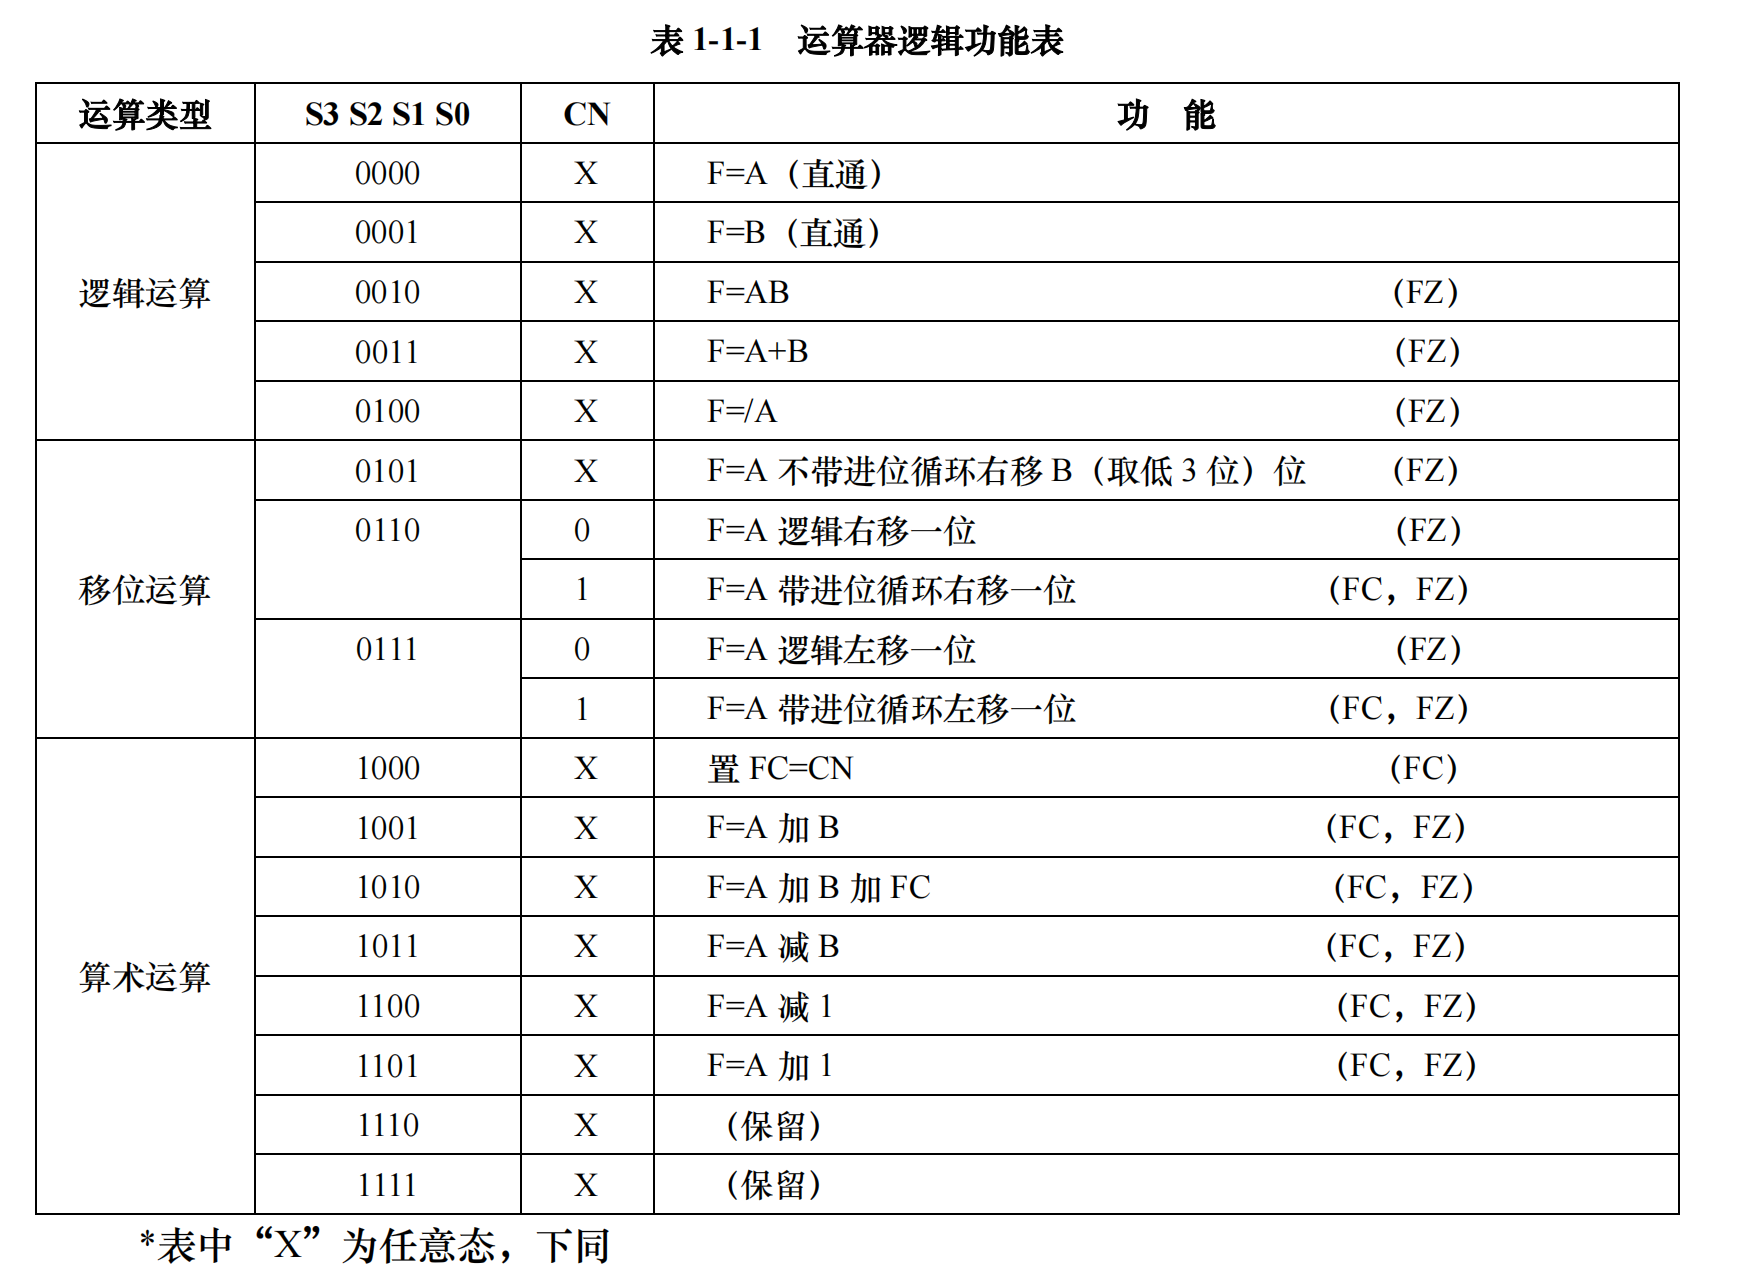 表 1-1-1 运算器逻辑功能表
运算类型 S3 S2 S1 S0 CN 功 能
逻辑运算 0000 X F=A（直通）
0001 X F=B（直通）
0010 X F=AB （FZ）
0011 X F=A+B （FZ）
0100 X F=/A （FZ）
移位运算 0101 X F=A 不带进位循环右移 B（取低 3 位）位 （FZ）
0110 0 F=A 逻辑右移一位 （FZ）
1 F=A 带进位循环右移一位 （FC，FZ）
0111 0 F=A 逻辑左移一位 （FZ）
1 F=A 带进位循环左移一位 （FC，FZ）
算术运算 1000 X 置 FC=CN （FC）
1001 X F=A 加 B （FC，FZ）
1010 X F=A 加 B 加 FC （FC，FZ）
1011 X F=A 减 B （FC，FZ）
1100 X F=A 减 1 （FC，FZ）
1101 X F=A 加 1 （FC，FZ）
1110 X （保留）
1111 X （保留）
*表中“X”为任意态，下同